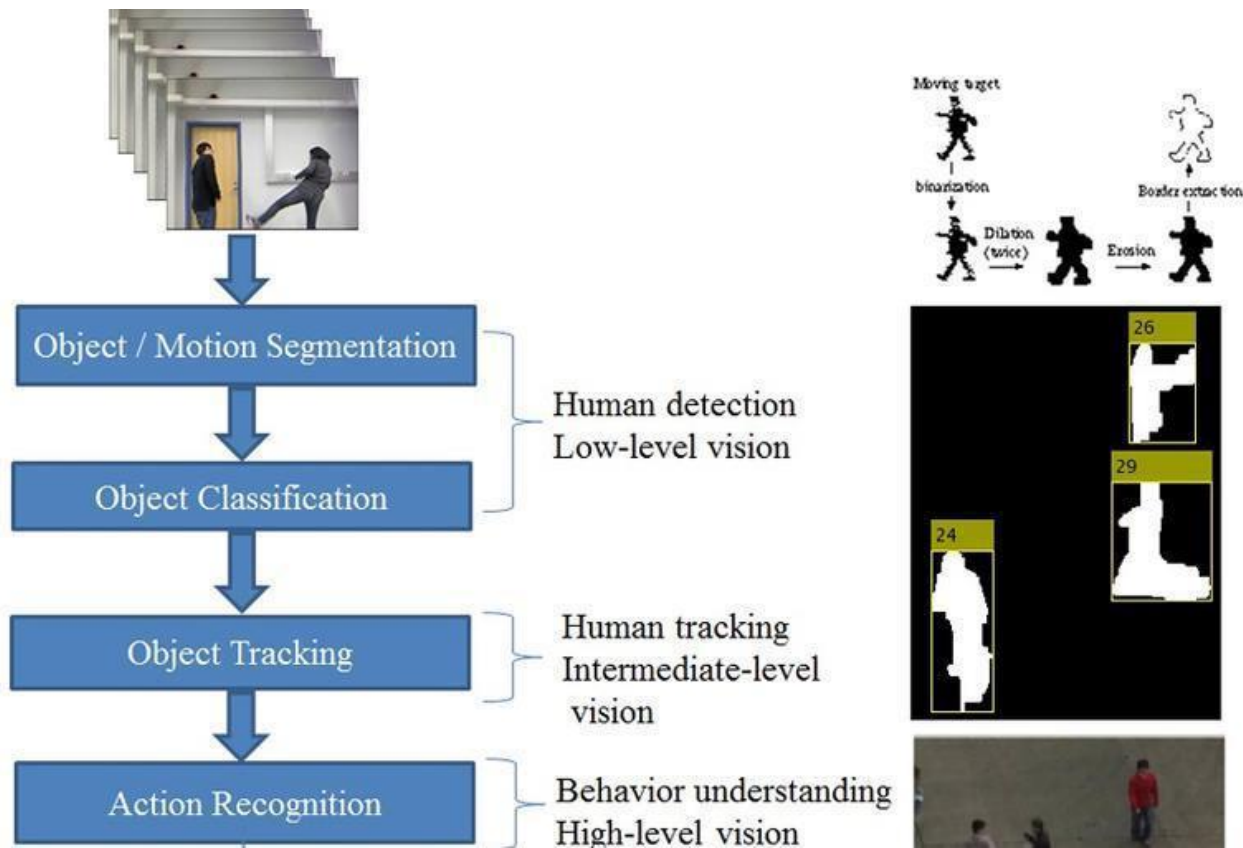 Object / Motion Segmentation
Object Classification
Human detection
Low-level vision
Object Tracking
Human tracking
Intermediate-level
vision
Action Recognition
Behavior understanding
High-level vision
Moving target
binarization
Dilation
(twice)
Erosion
Border extraction
26
29
24